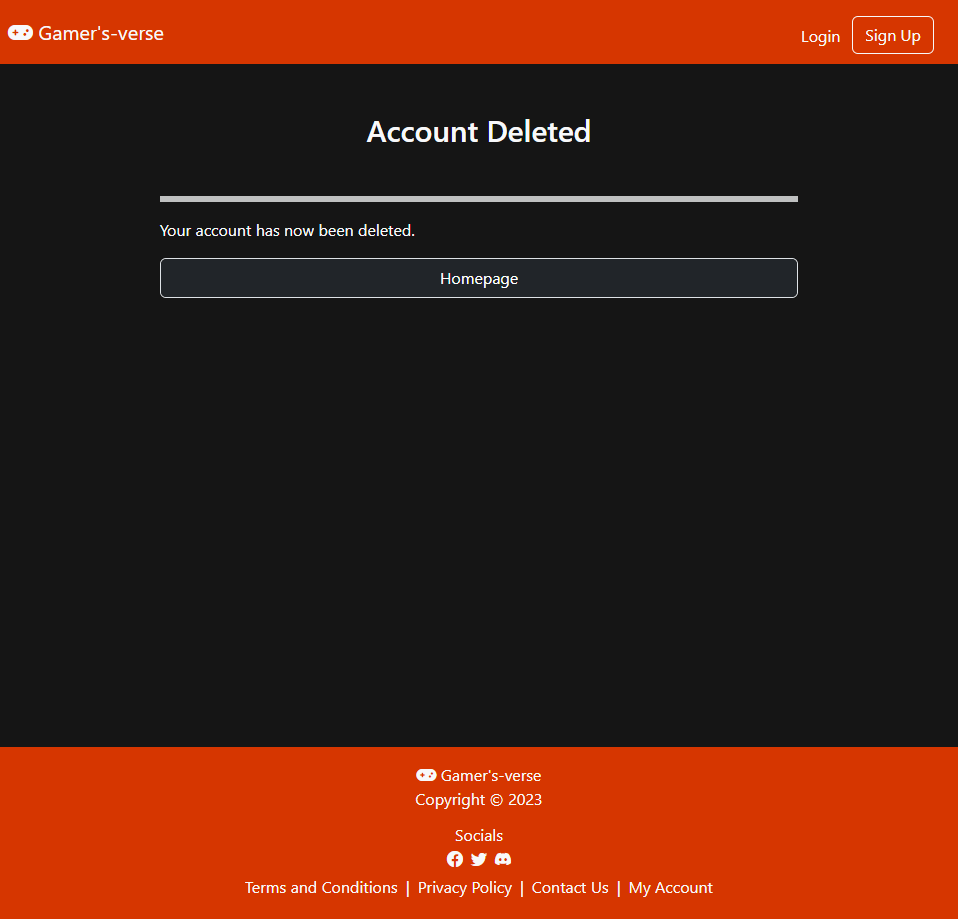 Gamer's-verse
Login Sign Up
Account Deleted
Your account has now been deleted.
Homepage
Gamer's-verse
Copyright © 2023
Socials
Terms and Conditions | Privacy Policy | Contact Us | My Account